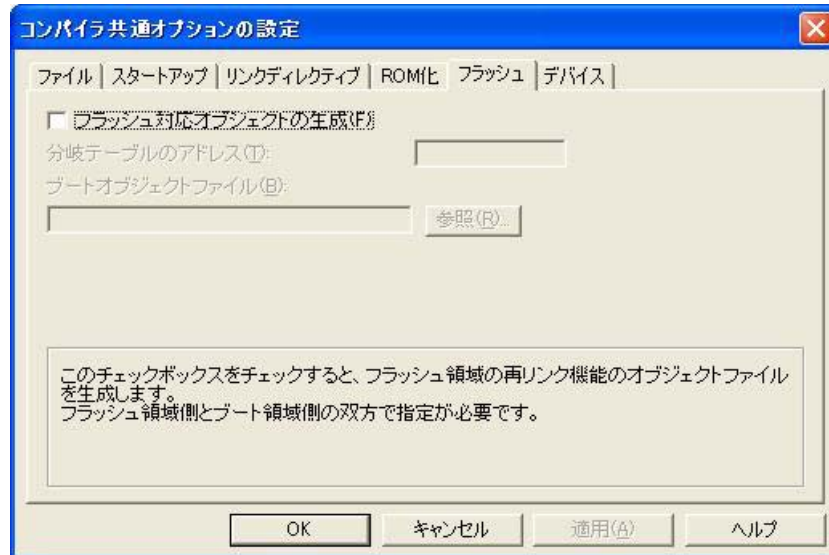 コンパイラ共通オプションの設定
ファイル スタートアップ リンクディレクティブ ROM化 フラッシュ デバイス
フラッシュ対応オブジェクトの生成(F)
分岐テーブルのアドレス(T):
ブートオブジェクトファイル(B):
参照(R)...
このチェックボックスをチェックすると、フラッシュ領域の再リンク機能のオブジェクトファイル
を生成します。
フラッシュ領域側とブート領域側の双方で指定が必要です。
OK キャンセル 適用(A) ヘルプ